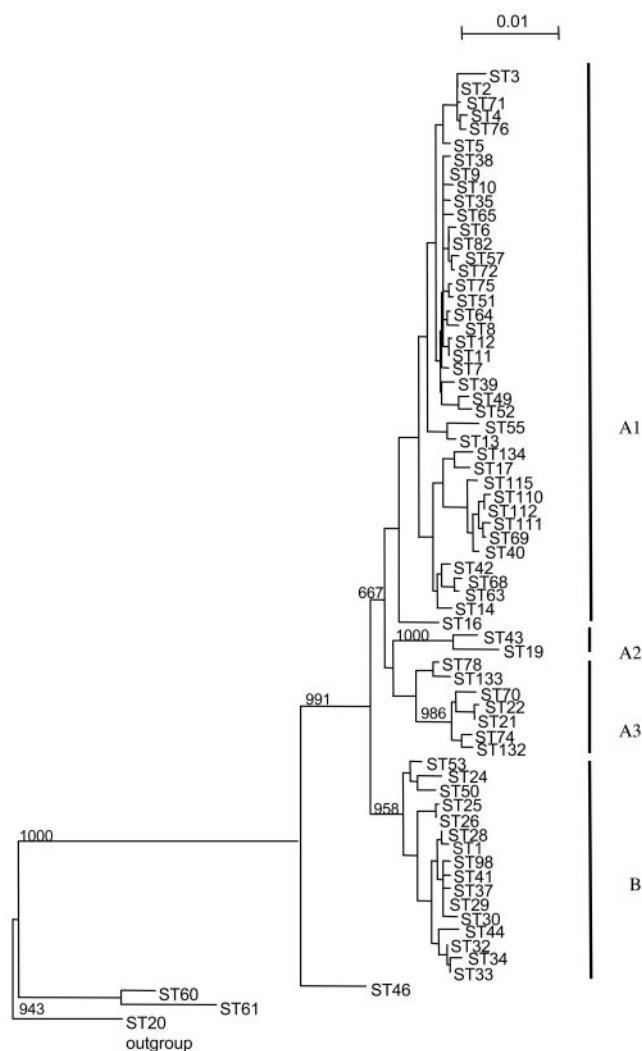 0.01
ST3
ST2
ST71
ST4
ST76
ST5
ST38
ST9
ST10
ST35
ST65
ST6
ST82
ST57
ST72
ST75
ST51
ST64
ST8
ST12
ST11
ST7
ST39
ST49
ST52
ST55
A1
ST13
ST134
ST17
ST115
ST110
ST112
ST111
ST69
ST40
ST42
ST68
ST63
667
ST14
ST16
1000
ST43
A2
ST19
ST78
ST133
ST70
991
ST22
986
ST21
A3
ST74
ST132
ST53
ST24
ST50
958
ST25
ST26
1000
ST28
ST1
ST98
ST41
B
ST37
ST29
ST30
ST44
ST32
ST34
ST33
ST60
ST46
943
ST61
ST20
outgroup